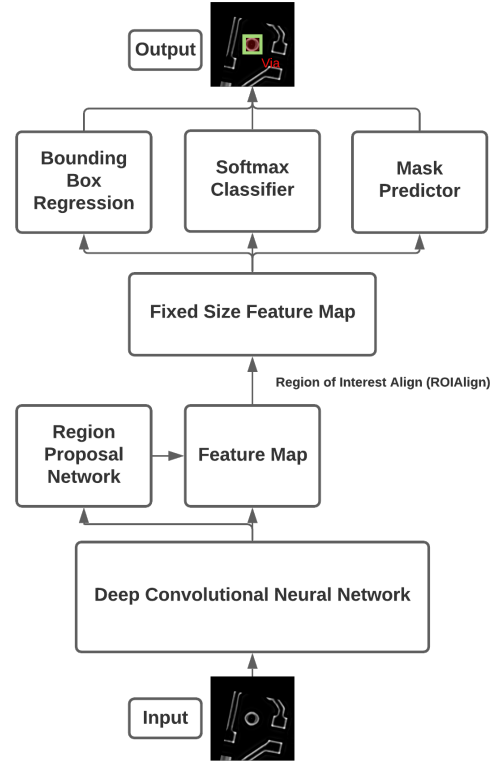 Output
Via
Bounding
Box
Regression
Softmax
Classifier
Mask
Predictor
Fixed Size Feature Map
Region of Interest Align (ROIAlign)
Region
Proposal
Network
Feature Map
Deep Convolutional Neural Network
Input